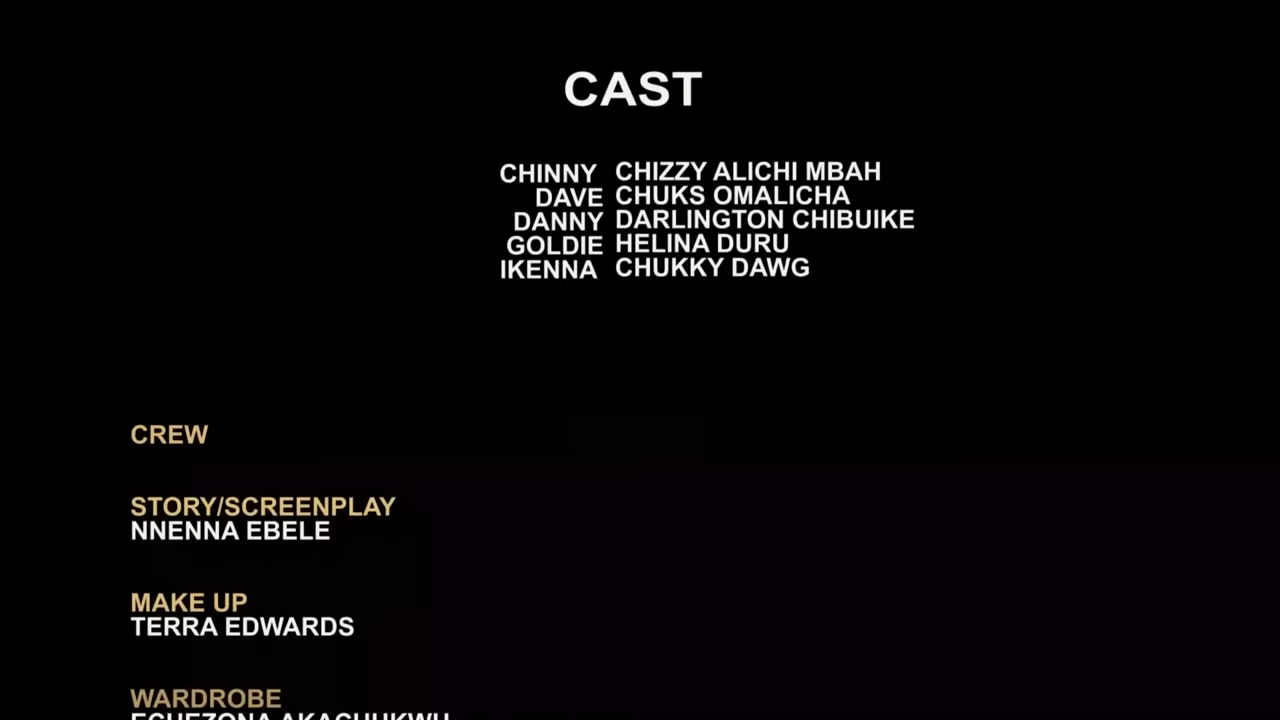 CAST
CHINNY CHIZZY ALICHI MBAH
DAVE CHUKS OMALICHA
DANNY DARLINGTON CHIBUIKE
GOLDIE HELINA DURU
IKENNA CHUKKY DAWG
CREW
STORY/SCREENPLAY
NNENNA EBELE
MAKE UP
TERRA EDWARDS
WARDROBE